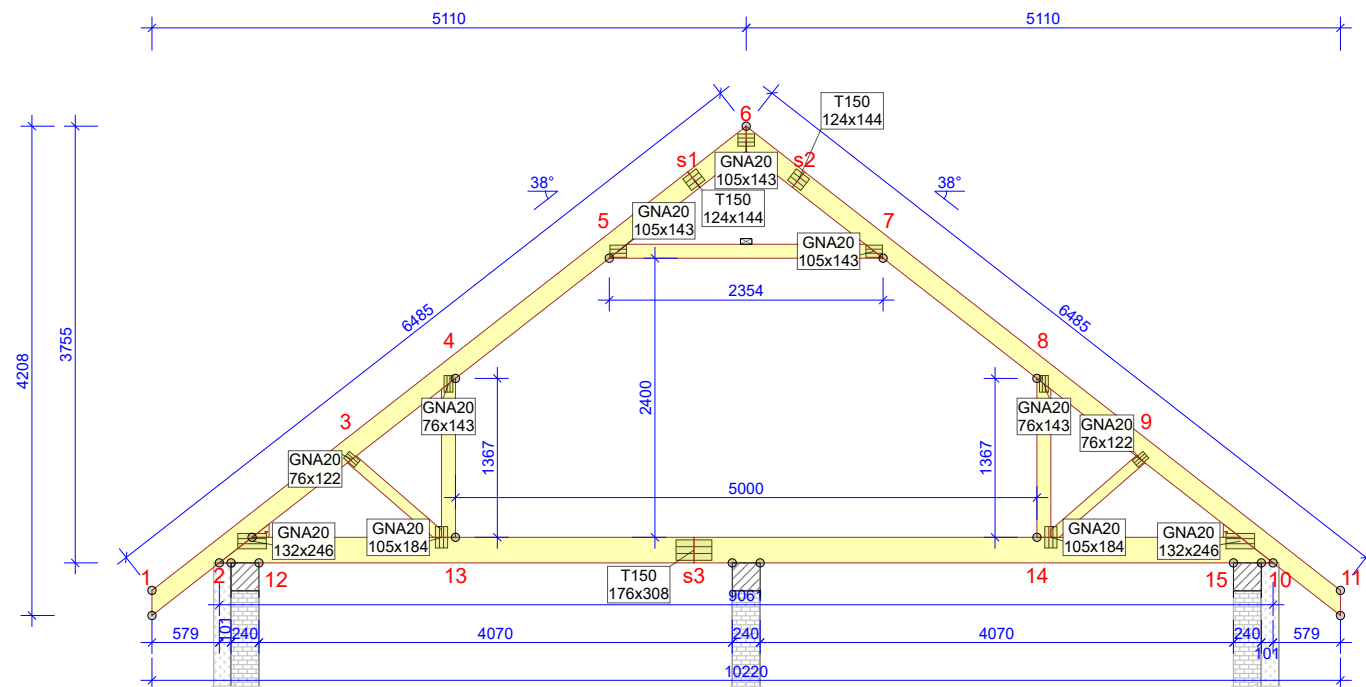 5110
5110
6
T150
124x144
s1
s2
GNA20
105x143
38°
38°
T150
124x144
5
GNA20
105x143
7
GNA20
105x143
2354
6485
6485
4
8
4208
3755
2400
3
GNA20
76x143
GNA20
76x143
9
GNA20
76x122
GNA20
76x122
1367
1367
5000
GNA20
132x246
GNA20
105x184
GNA20
105x184
GNA20
132x246
1
2
12
13
T150
176x308
s3
14
15
10
11
9061
579
101
240
4070
240
4070
240
101
579
10220